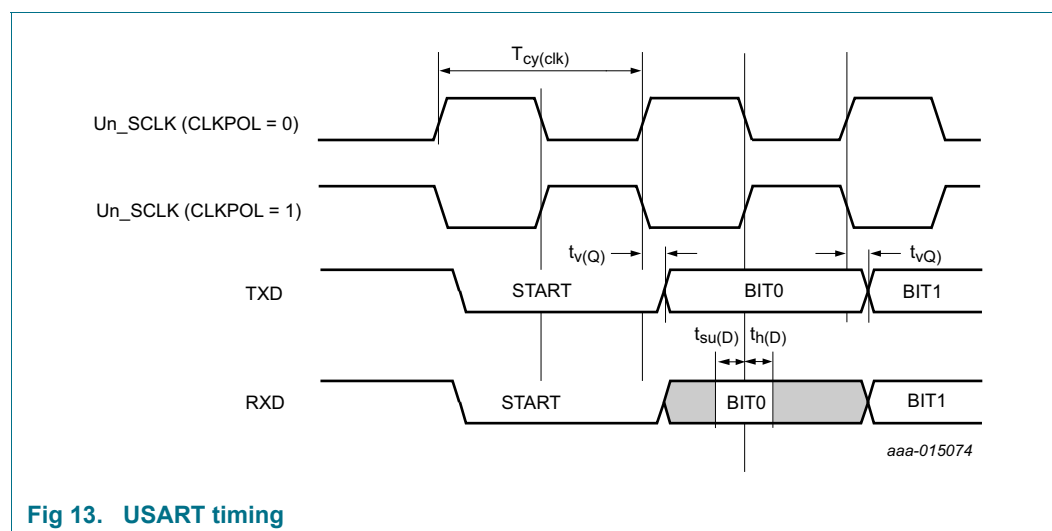 Tcy(clk)
Un_SCLK (CLKPOL = 0)
Un_SCLK (CLKPOL = 1)
tv(Q)
tvQ)
TXD
START
BIT0
BIT1
tsu(D)
th(D)
RXD
START
BIT0
BIT1
aaa-015074
Fig 13. USART timing